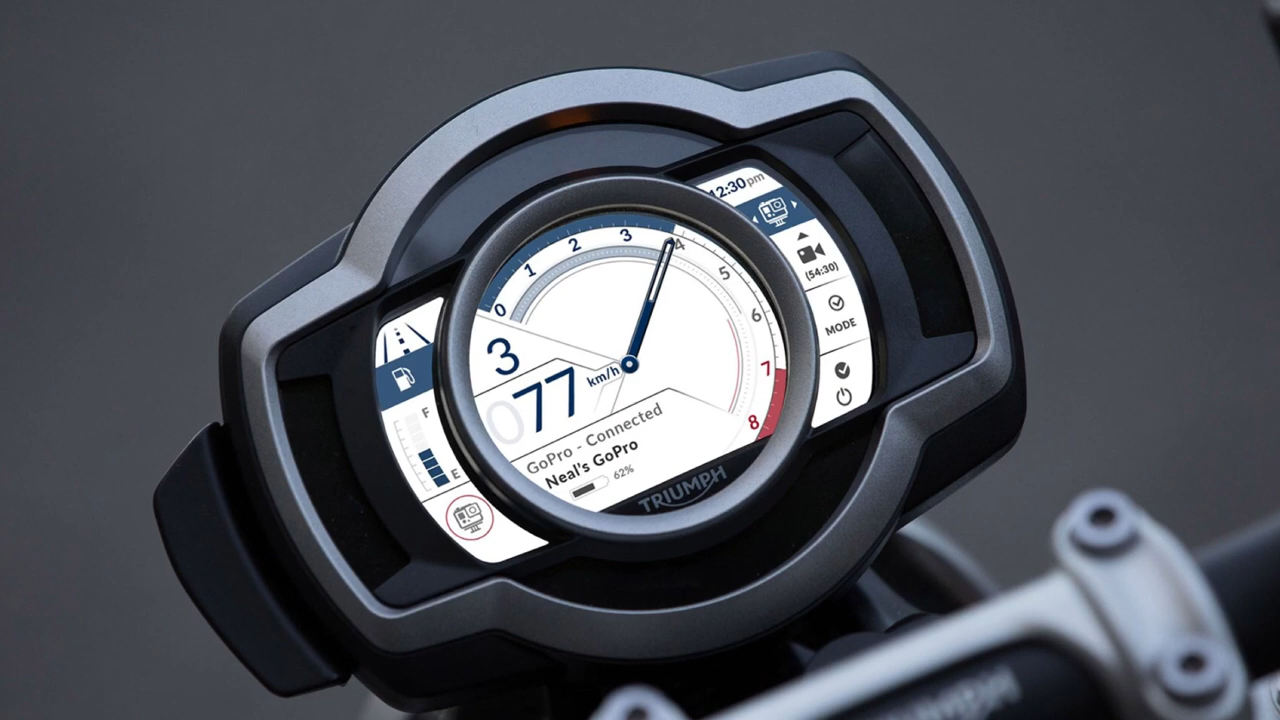 12:30pm
(54:30)
MODE
0
1
2
3
4
5
6
7
8
3
077
km/h
F
E
GoPro - Connected
Neal's GoPro
62%
TRIUMPH